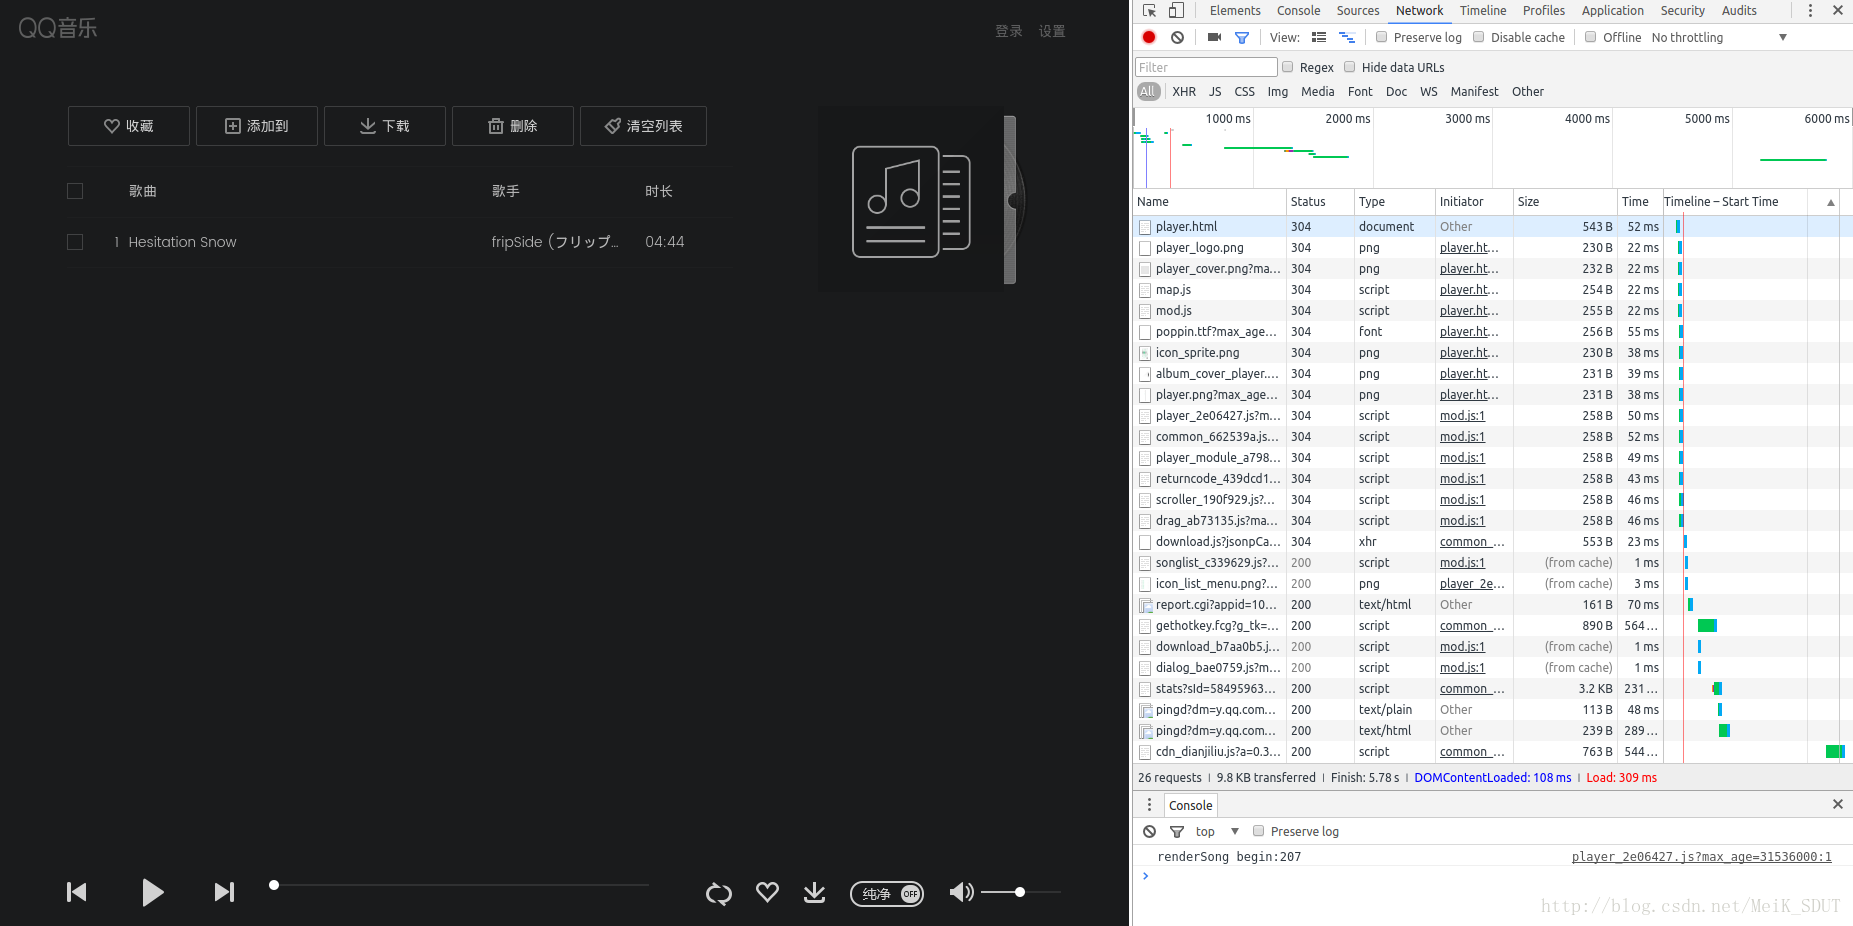 QQ音乐
登录 设置
收藏 添加到 下载 删除 清空列表
歌曲 歌手 时长
1 Hesitation Snow fripSide (フリップ... 04:44
纯净 OFF
Elements Console Sources Network Timeline Profiles Application Security Audits
View: Preserve log Disable cache Offline No throttling
Filter Regex Hide data URLs
All XHR JS CSS Img Media Font Doc WS Manifest Other
1000 ms 2000 ms 3000 ms 4000 ms 5000 ms 6000 ms
Name Status Type Initiator Size Time Timeline – Start Time
player.html 304 document Other 543 B 52 ms
player_logo.png 304 png player.ht... 230 B 22 ms
player_cover.png?ma... 304 png player.ht... 232 B 22 ms
map.js 304 script player.ht... 254 B 22 ms
mod.js 304 script player.ht... 255 B 22 ms
poppin.ttf?max_age... 304 font player.ht... 256 B 55 ms
icon_sprite.png 304 png player.ht... 230 B 38 ms
album_cover_player.... 304 png player.ht... 231 B 39 ms
player.png?max_age... 304 png player.ht... 231 B 38 ms
player_2e06427.js?m... 304 script mod.js:1 258 B 50 ms
common_662539a.js... 304 script mod.js:1 258 B 52 ms
player_module_a798... 304 script mod.js:1 258 B 49 ms
returncode_439dcd1... 304 script mod.js:1 258 B 43 ms
scroller_190f929.js?... 304 script mod.js:1 258 B 46 ms
drag_ab73135.js?ma... 304 script mod.js:1 258 B 46 ms
download.js?jsonpCa... 304 xhr common_... 553 B 23 ms
songlist_c339629.js?... 200 script mod.js:1 (from cache) 1 ms
icon_list_menu.png?... 200 png player_2e... (from cache) 3 ms
report.cgi?appid=10... 200 text/html Other 161 B 70 ms
gethotkey.fcg?g_tk=... 200 script common_... 890 B 564...
download_b7aa0b5.j... 200 script mod.js:1 (from cache) 1 ms
dialog_bae0759.js?m... 200 script mod.js:1 (from cache) 1 ms
stats?sId=58495963... 200 script common_... 3.2 KB 231...
pingd?dm=y.qq.com... 200 text/plain Other 113 B 48 ms
pingd?dm=y.qq.com... 200 text/html Other 239 B 289...
cdn_dianjiliu.js?a=0.3... 200 script common_... 763 B 544...
26 requests | 9.8 KB transferred | Finish: 5.78 s | DOMContentLoaded: 108 ms | Load: 309 ms
Console
top Preserve log
renderSong begin:207 player_2e06427.js?max_age=31536000:1
http://blog.csdn.net/MeiK_SDUT